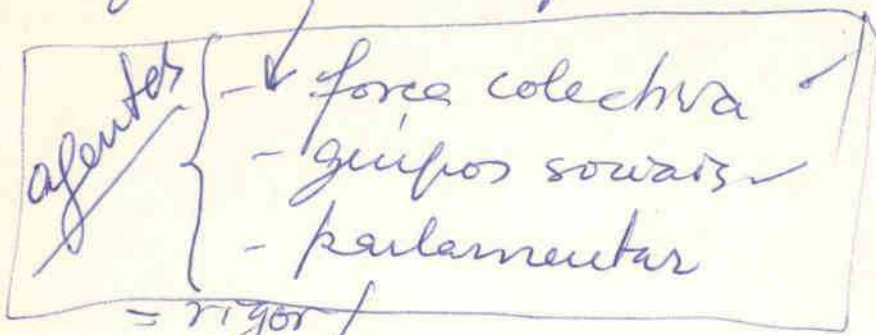 agentes
- força colectiva
- grupos sociais
- parlamentar
= rigor